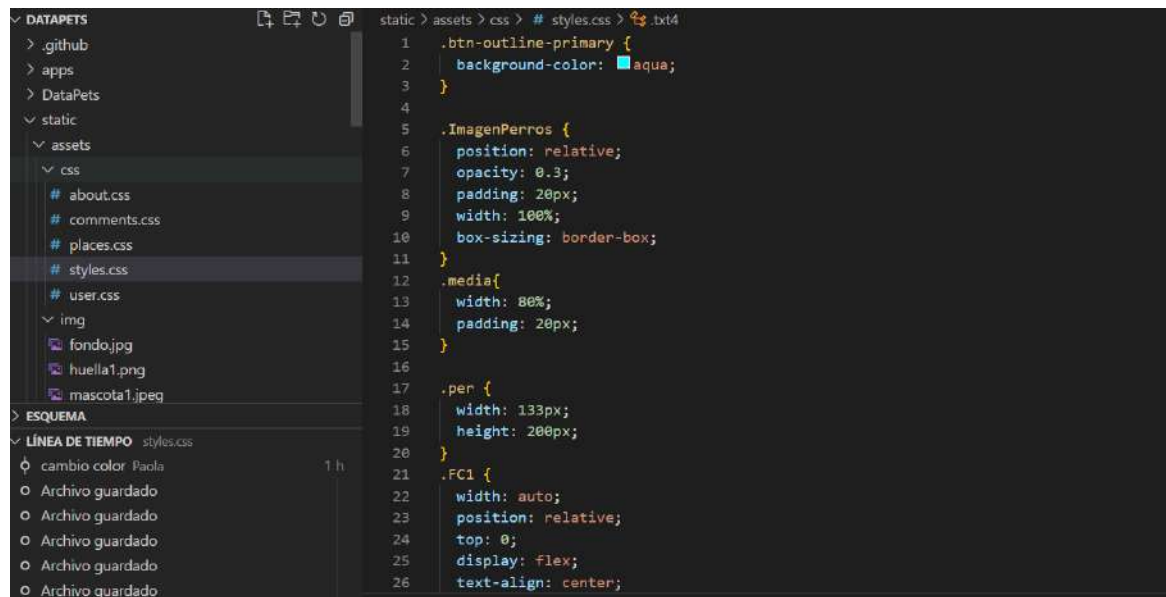 DATAPETS
.github
apps
DataPets
static
assets
css
# about.css
# comments.css
# places.css
# styles.css
# user.css
img
fondo.jpg
huella1.png
mascota1.jpeg
ESQUEMA
LÍNEA DE TIEMPO styles.css
cambio color Paola 1 h
Archivo guardado
Archivo guardado
Archivo guardado
Archivo guardado
Archivo guardado
static > assets > css > # styles.css > .txt4
1 .btn-outline-primary {
2 background-color: aqua;
3 }
4
5 .ImagenPerros {
6 position: relative;
7 opacity: 0.3;
8 padding: 20px;
9 width: 100%;
10 box-sizing: border-box;
11 }
12 .media{
13 width: 80%;
14 padding: 20px;
15 }
16
17 .per {
18 width: 133px;
19 height: 200px;
20 }
21 .FC1 {
22 width: auto;
23 position: relative;
24 top: 0;
25 display: flex;
26 text-align: center;